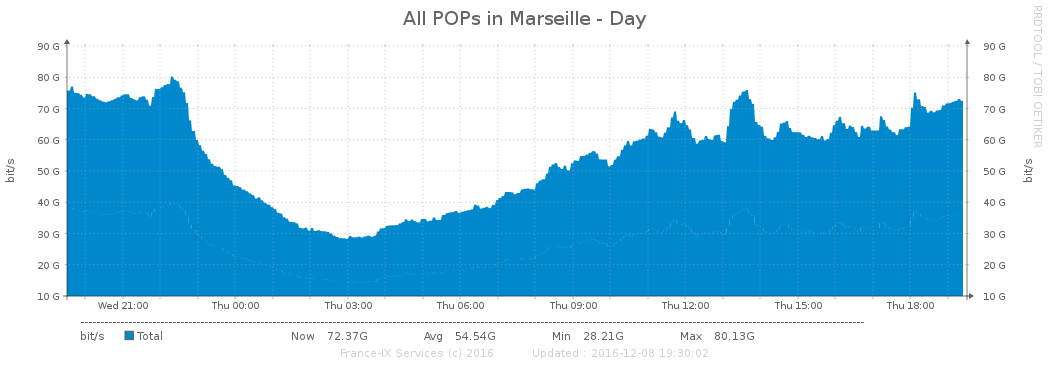 All POPs in Marseille - Day
RRDTOOL / TOBI OETIKER
90 G 90 G
80 G 80 G
70 G 70 G
60 G 60 G
50 G 50 G
40 G 40 G
30 G 30 G
20 G 20 G
10 G 10 G
bit/s bit/s
Wed 21:00 Thu 00:00 Thu 03:00 Thu 06:00 Thu 09:00 Thu 12:00 Thu 15:00 Thu 18:00
bit/s Total Now 72.37G Avg 54.54G Min 28.21G Max 80.13G
France-IX Services (c) 2016 Updated : 2016-12-08 19:30:02